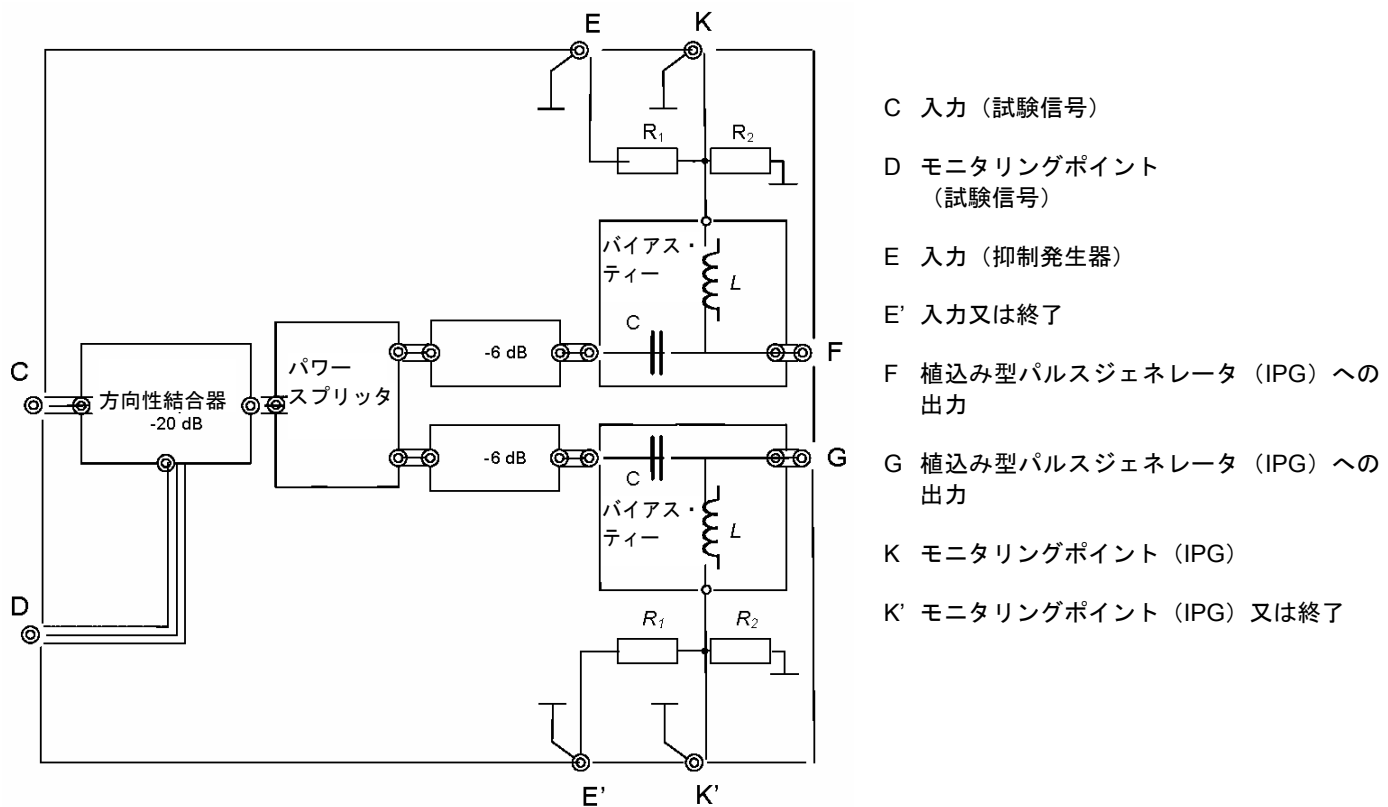 E
K
R₁
R₂
バイアス・
ティー
L
C
-6 dB
F
パワー
スプリッタ
C
方向性結合器
-20 dB
-6 dB
G
C
バイアス・
ティー
L
D
R₁
R₂
E'
K'
C 入力（試験信号）
D モニタリングポイント
（試験信号）
E 入力（抑制発生器）
E' 入力又は終了
F 植込み型パルスジェネレータ（IPG）への
出力
G 植込み型パルスジェネレータ（IPG）への
出力
K モニタリングポイント（IPG）
K' モニタリングポイント（IPG）又は終了